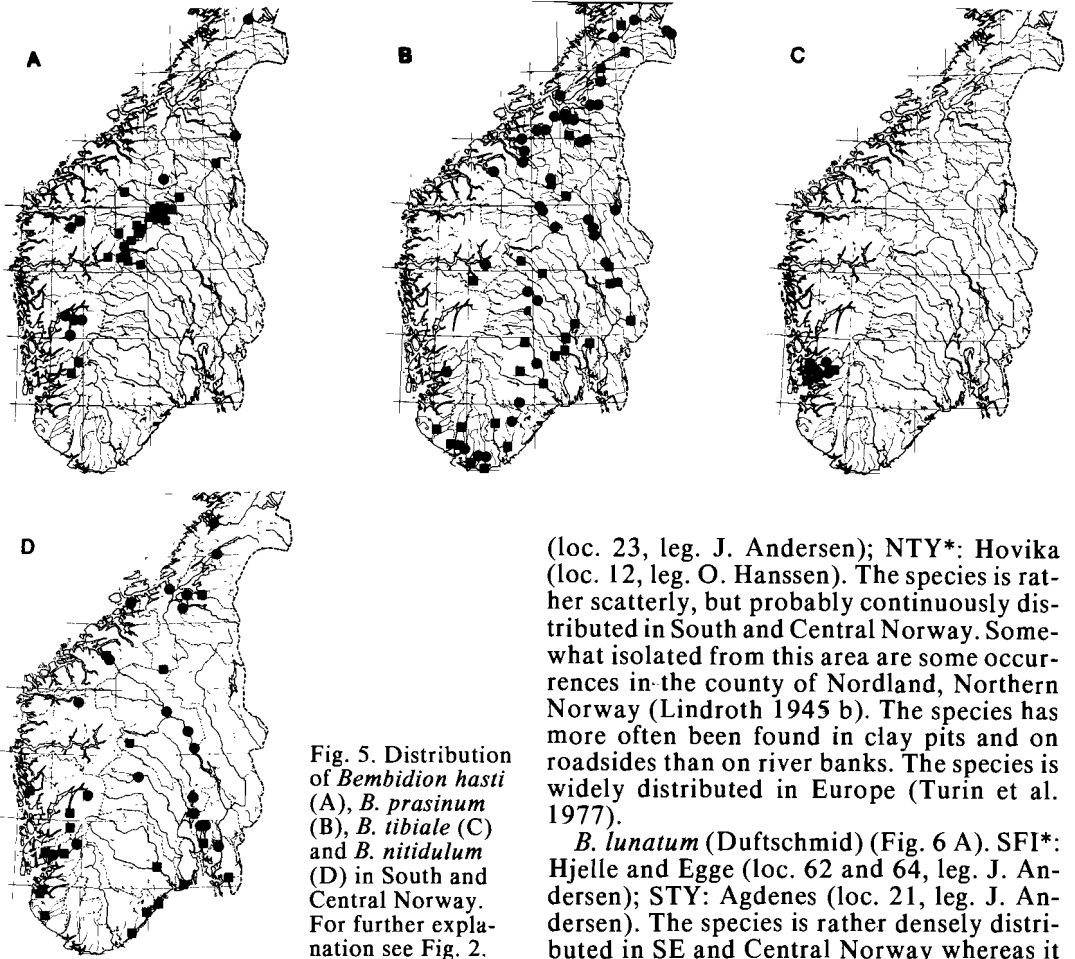 A
B
C
D
Fig. 5. Distribution
of Bembidion hasti
(A), B. prasinum
(B), B. tibiale (C)
and B. nitidulum
(D) in South and
Central Norway.
For further expla-
nation see Fig. 2.
(loc. 23, leg. J. Andersen); NTY*: Hovika
(loc. 12, leg. O. Hanssen). The species is rat-
her scatterly, but probably continuously dis-
tributed in South and Central Norway. Some-
what isolated from this area are some occur-
rences in the county of Nordland, Northern
Norway (Lindroth 1945 b). The species has
more often been found in clay pits and on
roadsides than on river banks. The species is
widely distributed in Europe (Turin et al.
1977).
B. lunatum (Duftschmid) (Fig. 6 A). SFI*:
Hjelle and Egge (loc. 62 and 64, leg. J. An-
dersen); STY: Agdenes (loc. 21, leg. J. An-
dersen). The species is rather densely distri-
buted in SE and Central Norway whereas it